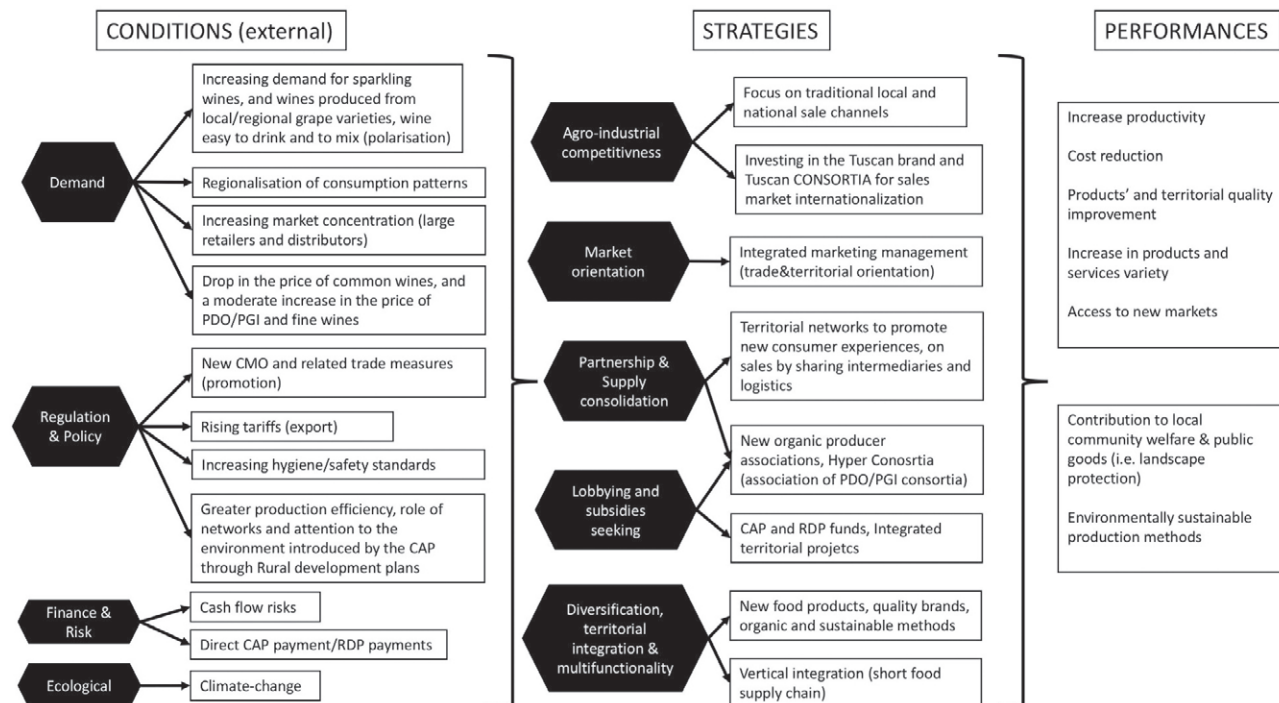 CONDITIONS (external)
Demand
Increasing demand for sparkling
wines, and wines produced from
local/regional grape varieties, wine
easy to drink and to mix (polarisation)
Regionalisation of consumption patterns
Increasing market concentration (large
retailers and distributors)
Drop in the price of common wines, and
a moderate increase in the price of
PDO/PGI and fine wines
Regulation
& Policy
New CMO and related trade measures
(promotion)
Rising tariffs (export)
Increasing hygiene/safety standards
Greater production efficiency, role of
networks and attention to the
environment introduced by the CAP
through Rural development plans
Finance &
Risk
Cash flow risks
Direct CAP payment/RDP payments
Ecological
Climate-change
STRATEGIES
Agro-industrial
competitivness
Focus on traditional local and
national sale channels
Investing in the Tuscan brand and
Tuscan CONSORTIA for sales
market internationalization
Market
orientation
Integrated marketing management
(trade&territorial orientation)
Partnership &
Supply
consolidation
Territorial networks to promote
new consumer experiences, on
sales by sharing intermediaries and
logistics
New organic producer
associations, Hyper Conosrtia
(association of PDO/PGI consortia)
Lobbying and
subsidies
seeking
CAP and RDP funds, Integrated
territorial projetcs
Diversification,
territorial
integration &
multifunctionality
New food products, quality brands,
organic and sustainable methods
Vertical integration (short food
supply chain)
PERFORMANCES
Increase productivity
Cost reduction
Products' and territorial quality
improvement
Increase in products and
services variety
Access to new markets
Contribution to local
community welfare & public
goods (i.e. landscape
protection)
Environmentally sustainable
production methods